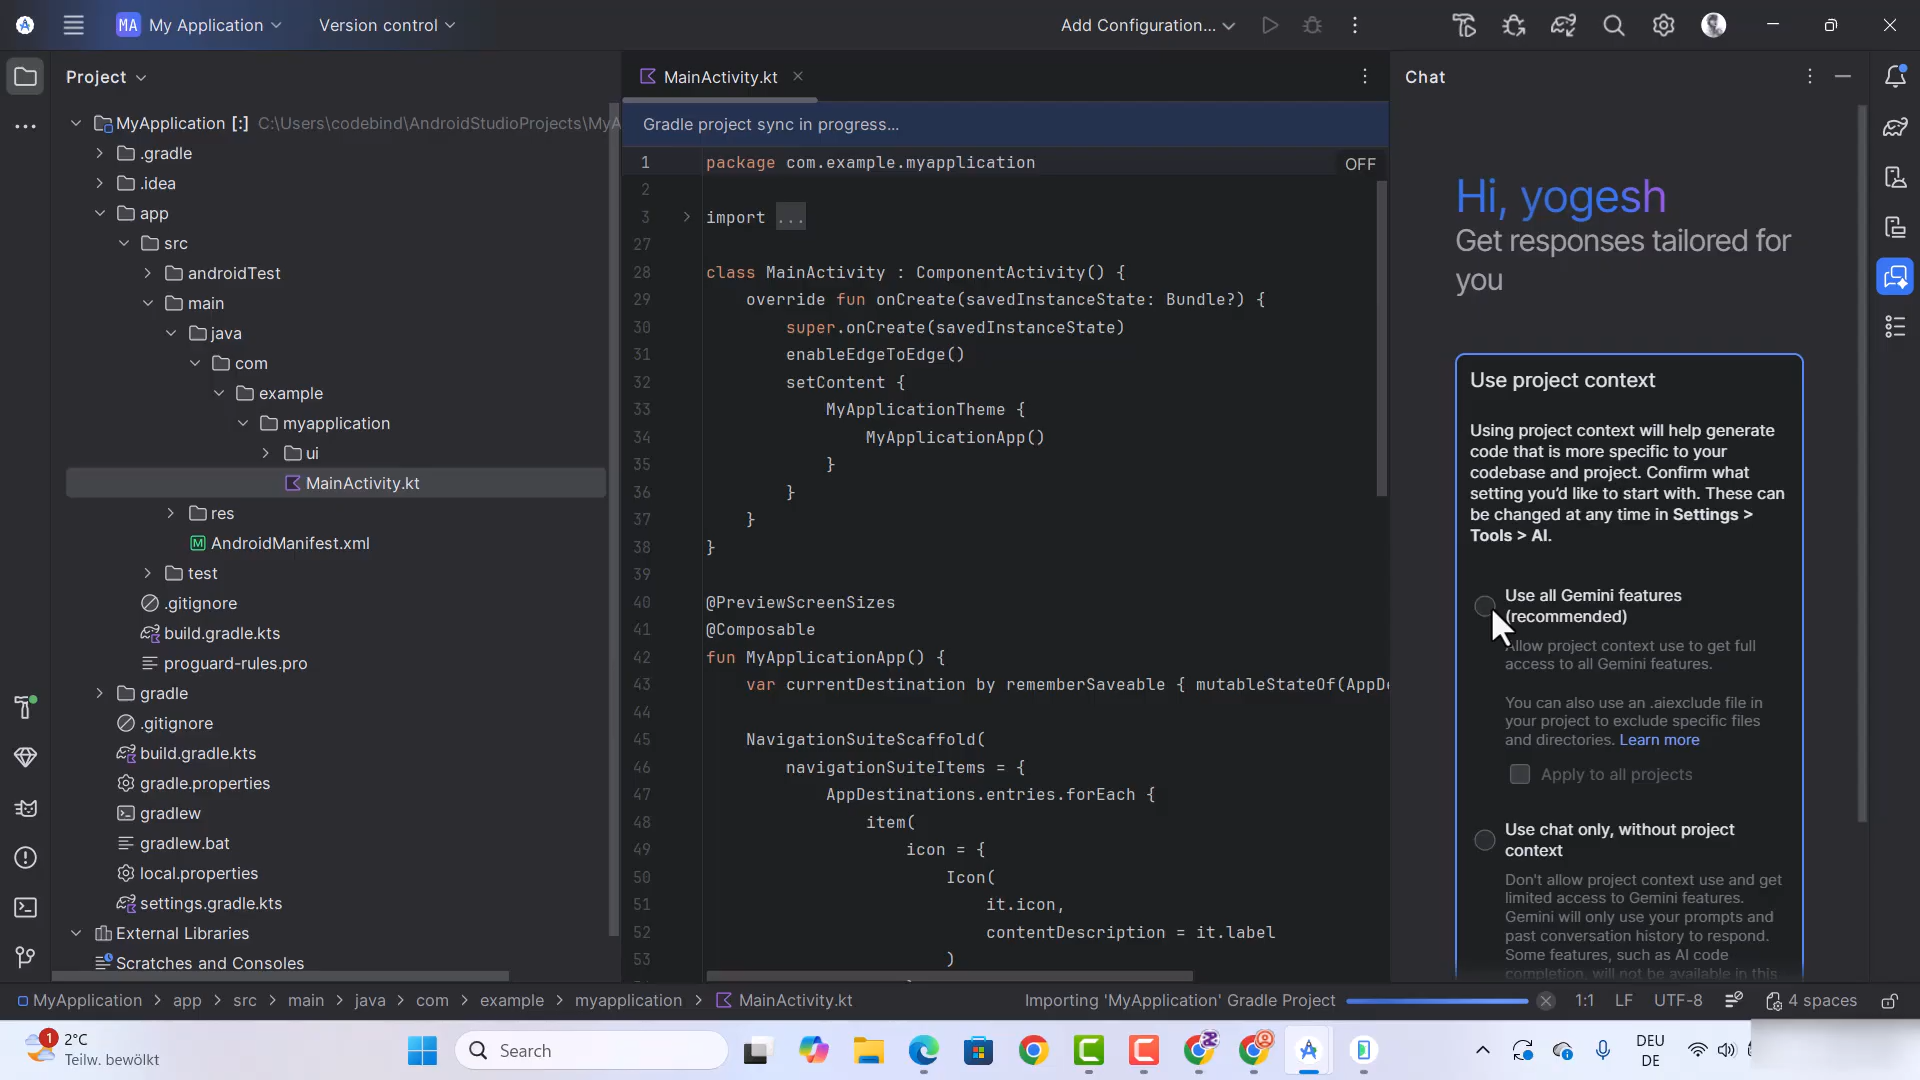 MA My Application
Version control
Add Configuration...
Project
MyApplication [:] C:\Users\codebind\AndroidStudioProjects\MyA
.gradle
.idea
app
src
androidTest
main
java
com
example
myapplication
ui
MainActivity.kt
res
AndroidManifest.xml
test
.gitignore
build.gradle.kts
proguard-rules.pro
gradle
.gitignore
build.gradle.kts
gradle.properties
gradlew
gradlew.bat
local.properties
settings.gradle.kts
External Libraries
Scratches and Consoles
MainActivity.kt
Gradle project sync in progress...
OFF
1 package com.example.myapplication
2
3 import ...
27
28 class MainActivity : ComponentActivity() {
29 override fun onCreate(savedInstanceState: Bundle?) {
30 super.onCreate(savedInstanceState)
31 enableEdgeToEdge()
32 setContent {
33 MyApplicationTheme {
34 MyApplicationApp()
35 }
36 }
37 }
38 }
39
40 @PreviewScreenSizes
41 @Composable
42 fun MyApplicationApp() {
43 var currentDestination by rememberSaveable { mutableStateOf(AppDe
44
45 NavigationSuiteScaffold(
46 navigationSuiteItems = {
47 AppDestinations.entries.forEach {
48 item(
49 icon = {
50 Icon(
51 it.icon,
52 contentDescription = it.label
53 )
Chat
Hi, yogesh
Get responses tailored for
you
Use project context
Using project context will help generate
code that is more specific to your
codebase and project. Confirm what
setting you'd like to start with. These can
be changed at any time in Settings >
Tools > AI.
Use all Gemini features
(recommended)
Allow project context use to get full
access to all Gemini features.
You can also use an .aiexclude file in
your project to exclude specific files
and directories. Learn more
Apply to all projects
Use chat only, without project
context
Don't allow project context use and get
limited access to Gemini features.
Gemini will only use your prompts and
past conversation history to respond.
Some features, such as AI code
completion, will not be available in this
MyApplication > app > src > main > java > com > example > myapplication > MainActivity.kt
Importing 'MyApplication' Gradle Project
1:1 LF UTF-8 4 spaces
1
2°C
Teilw. bewölkt
Search
DEU
DE